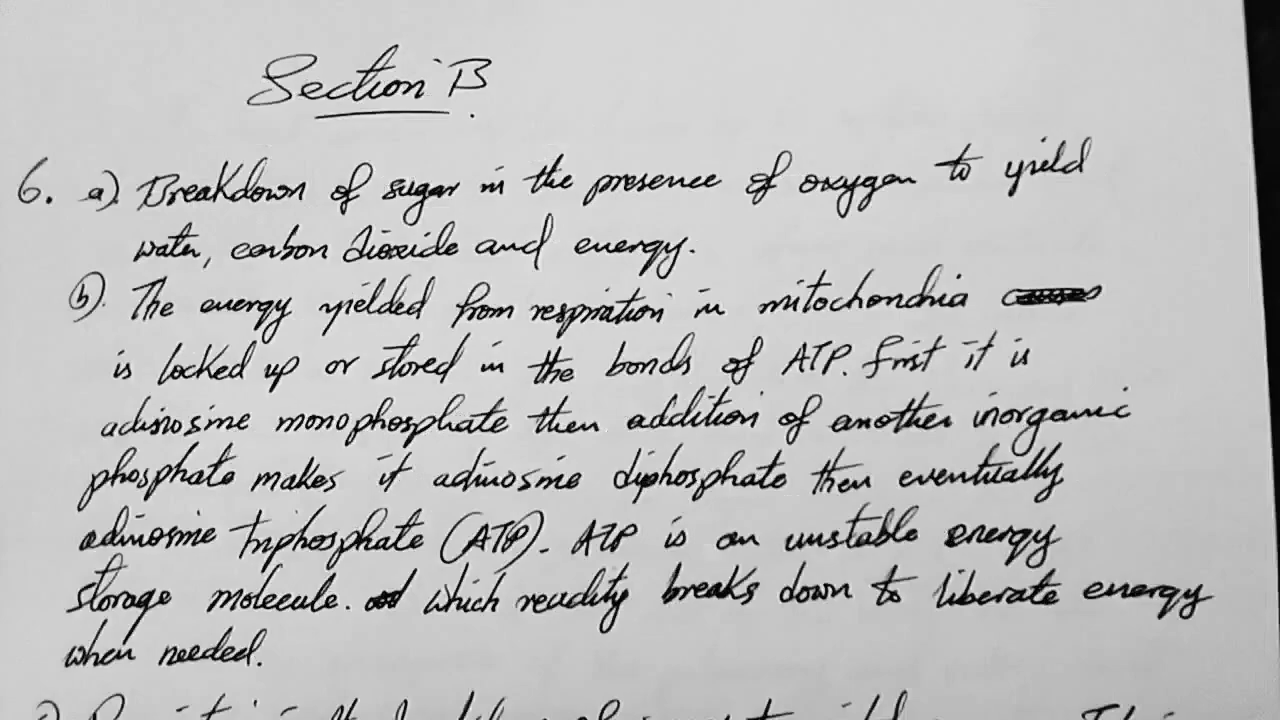 Section B
6. a). Breakdown of sugar in the presence of oxygen to yield
water, carbon dioxide and energy.
b). The energy yielded from respiration in mitochondria
is locked up or stored in the bonds of ATP. first it is
adinosine monophosphate then addition of another inorganic
phosphate makes it adinosine diphosphate then eventually
adinosine triphosphate (ATP). ATP is an unstable energy
storage molecule. which readity breaks down to liberate energy
when needed.